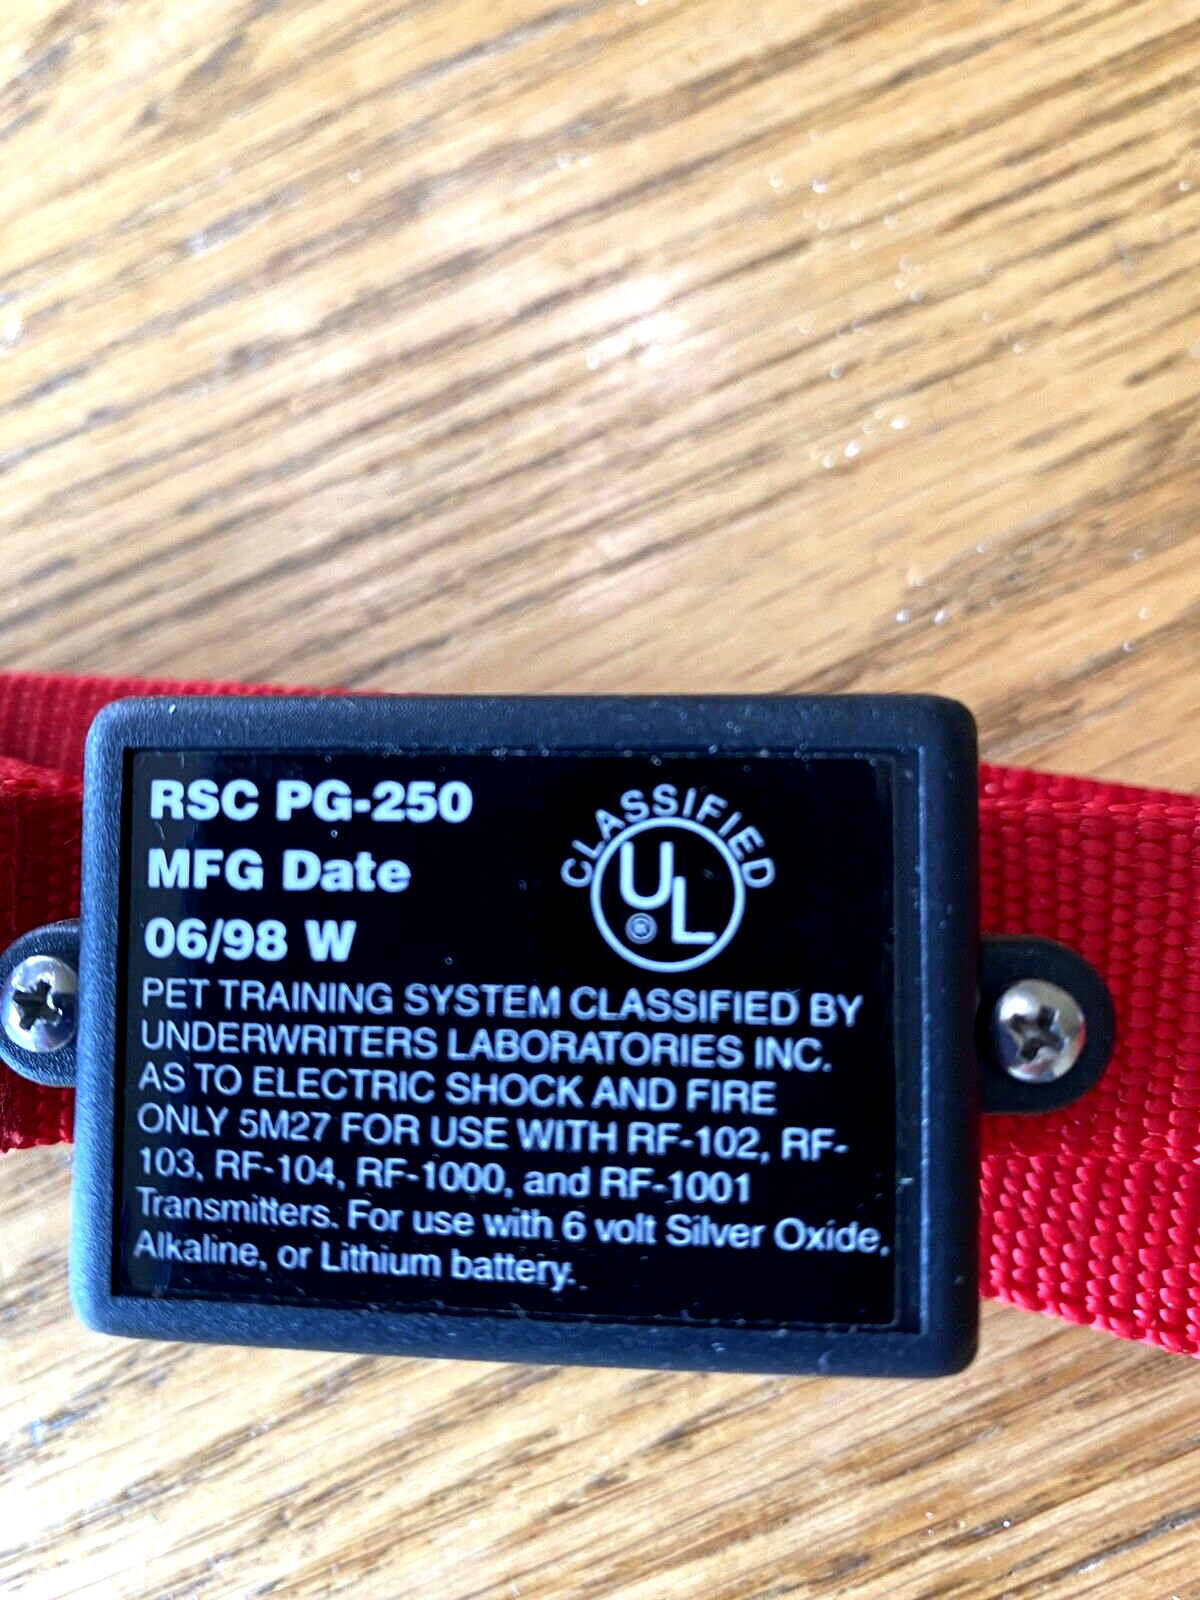 RSC PG-250
MFG Date
06/98 W
CLASSIFIED
UL
®
PET TRAINING SYSTEM CLASSIFIED BY
UNDERWRITERS LABORATORIES INC.
AS TO ELECTRIC SHOCK AND FIRE
ONLY 5M27 FOR USE WITH RF-102, RF-
103, RF-104, RF-1000, and RF-1001
Transmitters. For use with 6 volt Silver Oxide,
Alkaline, or Lithium battery.